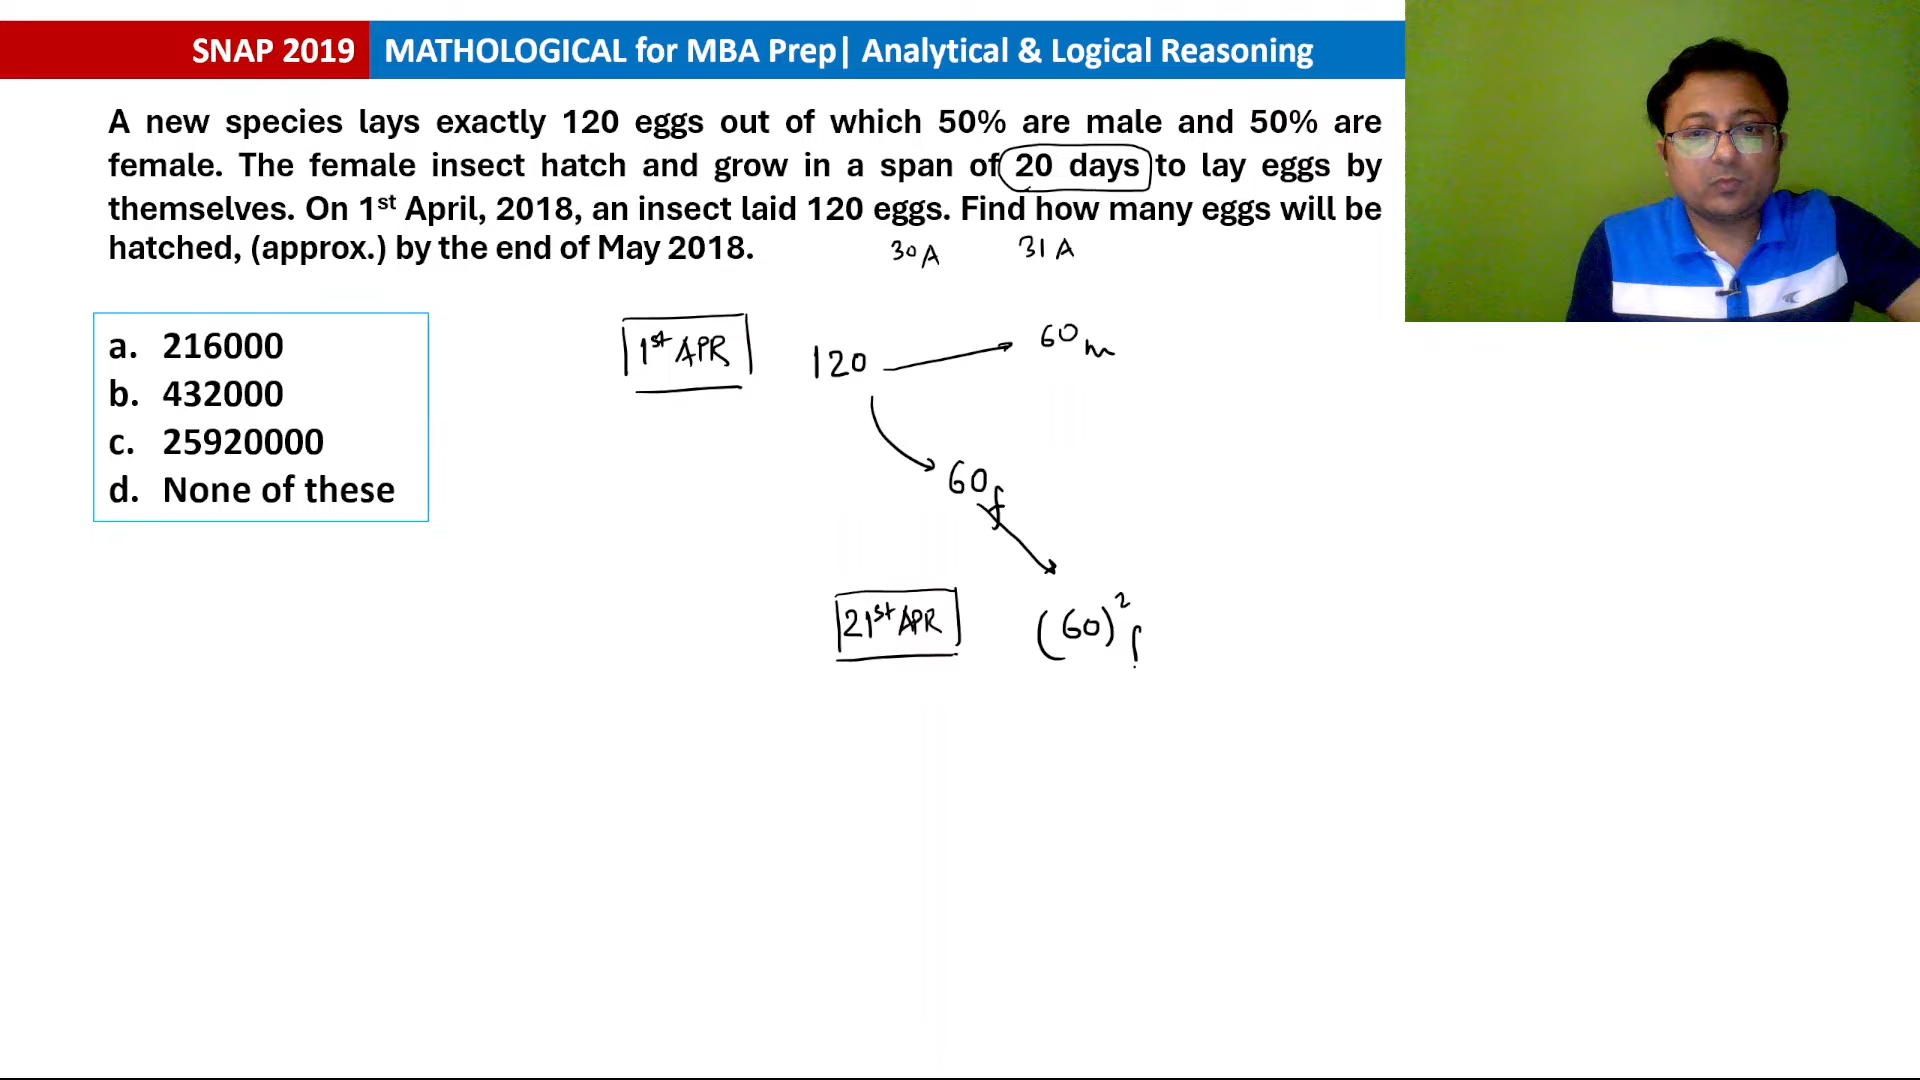 SNAP 2019 MATHOLOGICAL for MBA Prep| Analytical & Logical Reasoning
A new species lays exactly 120 eggs out of which 50% are male and 50% are
female. The female insect hatch and grow in a span of 20 days to lay eggs by
themselves. On 1st April, 2018, an insect laid 120 eggs. Find how many eggs will be
hatched, (approx.) by the end of May 2018.
30 A 31 A
a. 216000
b. 432000
c. 25920000
d. None of these
1st APR 120 60 m
60 f
21st APR (60)² f